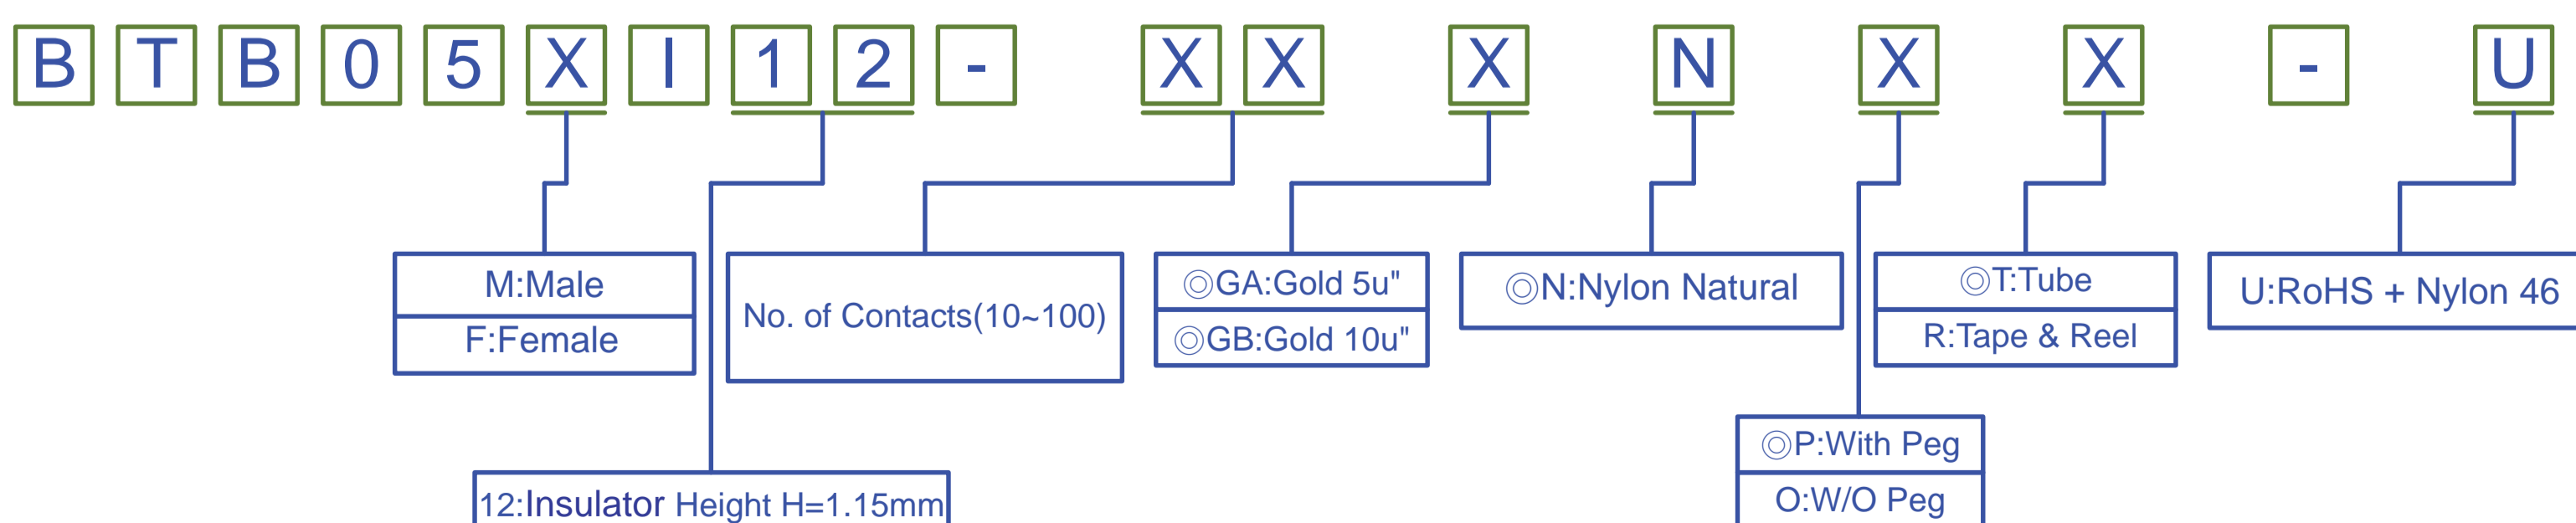 B T B 0 5 X I 1 2 - X X X N X X - U
M:Male
F:Female
No. of Contacts(10~100)
◎GA:Gold 5u"
◎GB:Gold 10u"
◎N:Nylon Natural
◎T:Tube
R:Tape & Reel
U:RoHS + Nylon 46
◎P:With Peg
O:W/O Peg
12:Insulator Height H=1.15mm